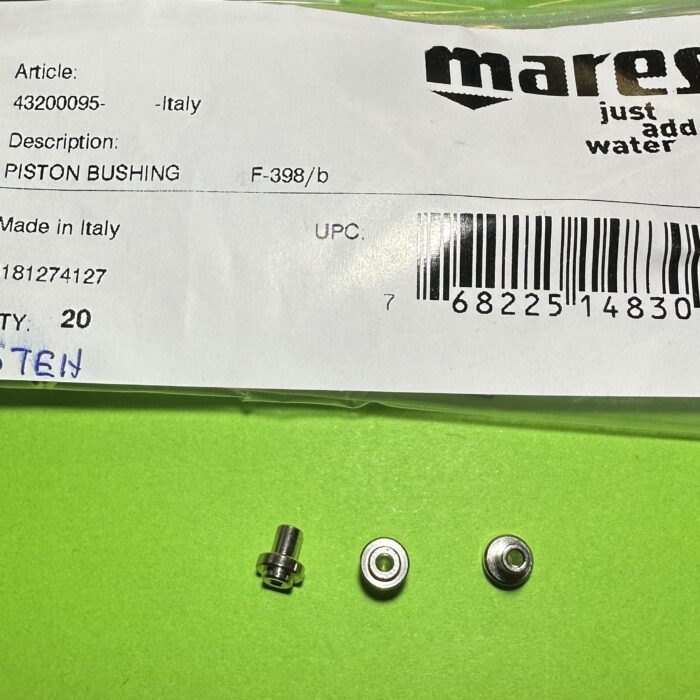 Article:
43200095- -Italy
Description:
PISTON BUSHING F-398/b
mares
just
add
water
Made in Italy
UPC.
181274127
TY: 20
STEN
7 68225 14830